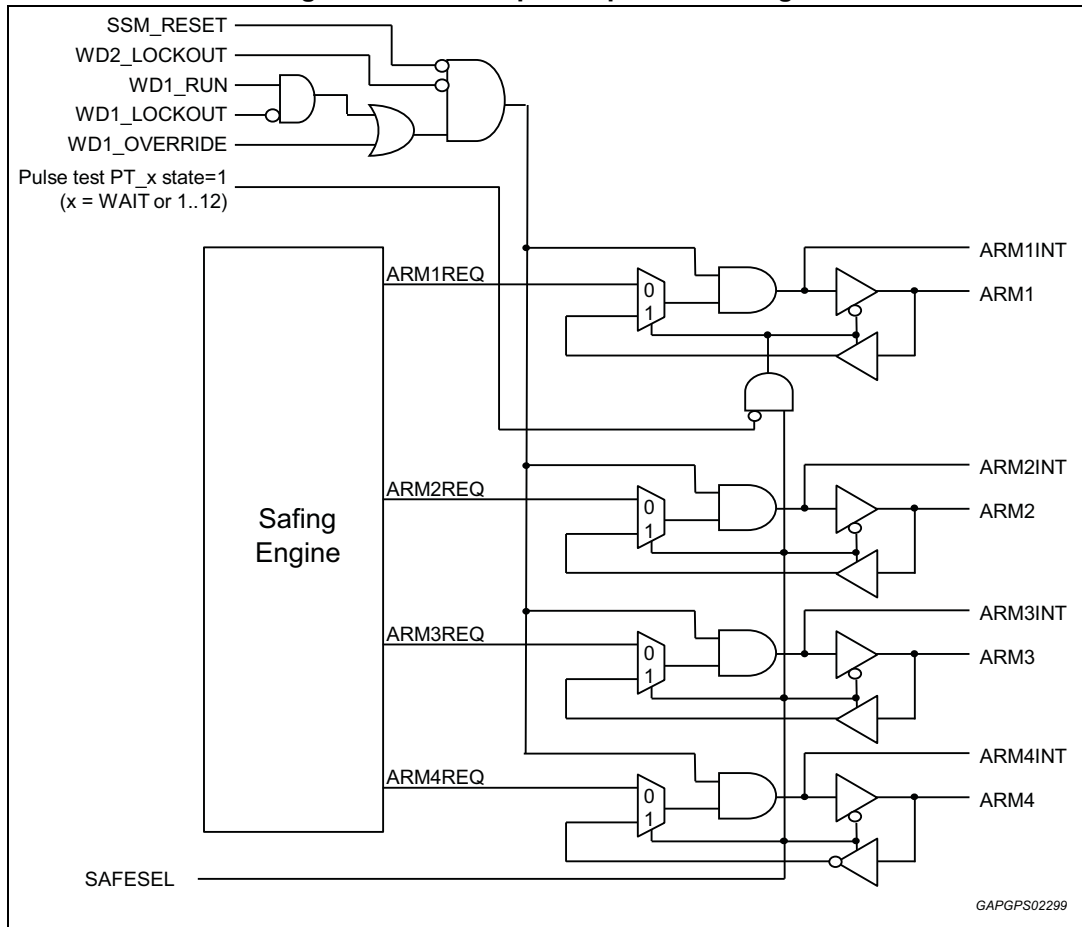 SSM_RESET
WD2_LOCKOUT
WD1_RUN
WD1_LOCKOUT
WD1_OVERRIDE
Pulse test PT_x state=1
(x = WAIT or 1..12)
ARM1REQ
0
1
ARM1INT
ARM1
ARM2REQ
0
1
ARM2INT
ARM2
Safing
Engine
ARM3REQ
0
1
ARM3INT
ARM3
ARM4REQ
0
1
ARM4INT
ARM4
SAFESEL
GAPGPS02299